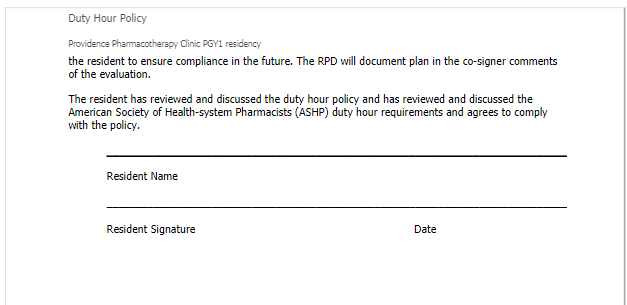 Duty Hour Policy
Providence Pharmacotherapy Clinic PGY1 residency
the resident to ensure compliance in the future. The RPD will document plan in the co-signer comments
of the evaluation.
The resident has reviewed and discussed the duty hour policy and has reviewed and discussed the
American Society of Health-system Pharmacists (ASHP) duty hour requirements and agrees to comply
with the policy.
Resident Name
Resident Signature Date